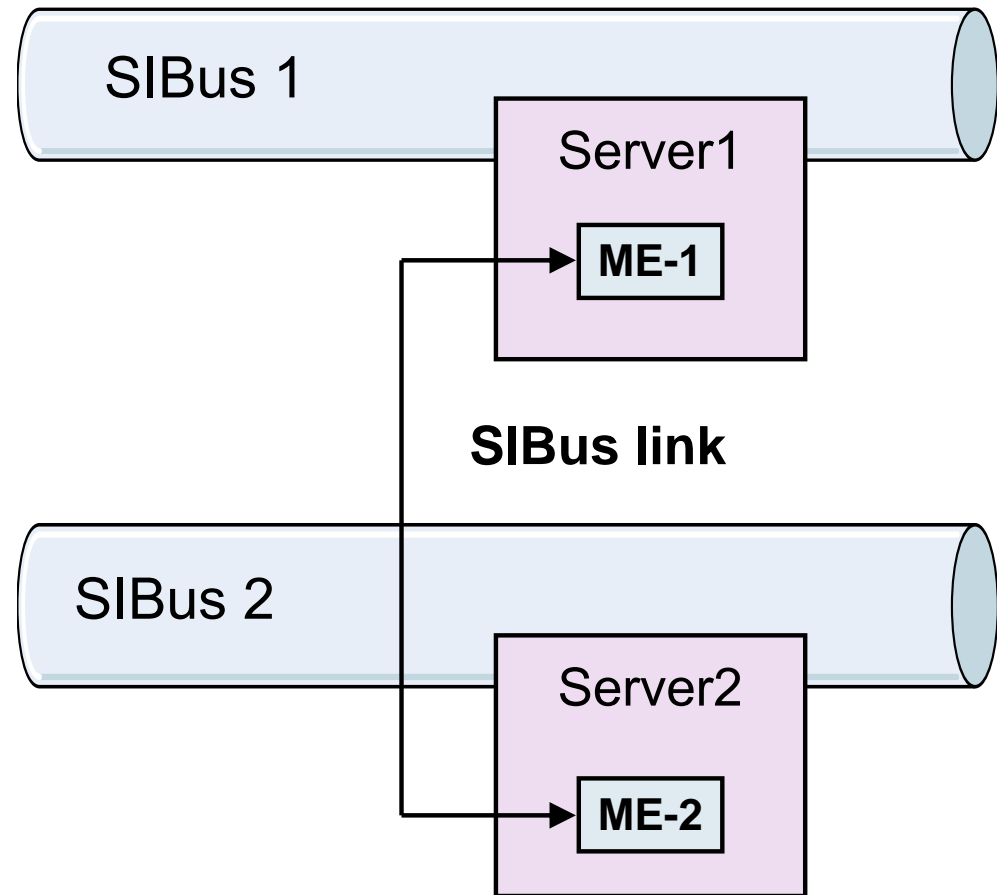 SIBus 1
Server1
ME-1
SIBus link
SIBus 2
Server2
ME-2